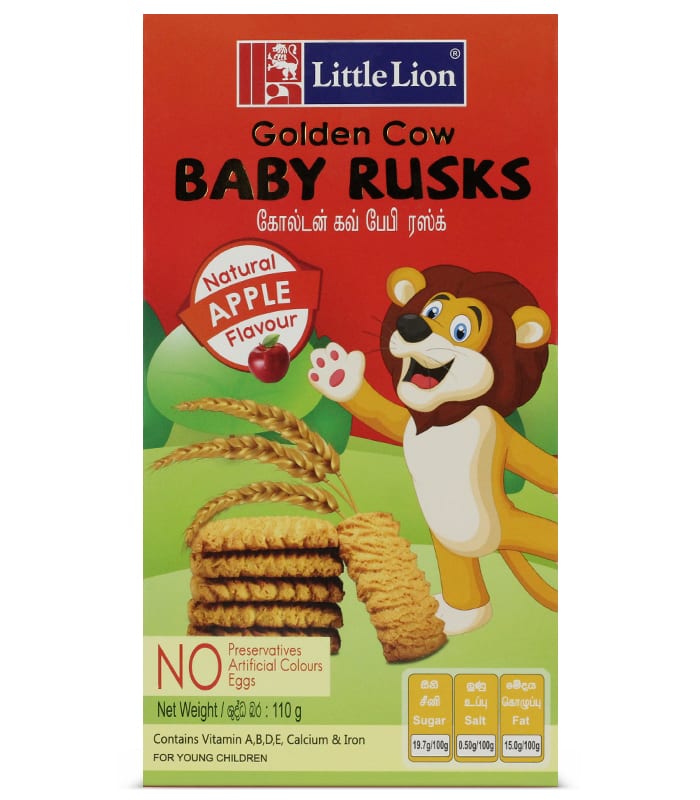 Little Lion®
Golden Cow
BABY RUSKS
கோல்டன் கவ் பேபி ரஸ்க்
Natural
APPLE
Flavour
NO Preservatives
Artificial Colours
Eggs
Net Weight / ශුද්ධ බර : 110 g
Contains Vitamin A,B,D,E, Calcium & Iron
FOR YOUNG CHILDREN
සීනි ලුණු මේදය
சீனி உப்பு கொழுப்பு
Sugar Salt Fat
19.7g/100g 0.50g/100g 15.0g/100g